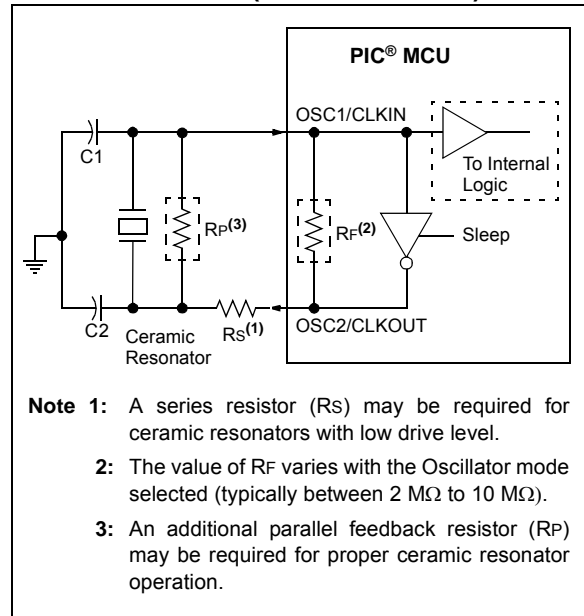 PIC® MCU
OSC1/CLKIN
C1
To Internal
Logic
RP(3)
RF(2)
Sleep
C2
Ceramic
Resonator
RS(1)
OSC2/CLKOUT
Note 1: A series resistor (RS) may be required for
ceramic resonators with low drive level.
2: The value of RF varies with the Oscillator mode
selected (typically between 2 MΩ to 10 MΩ).
3: An additional parallel feedback resistor (RP)
may be required for proper ceramic resonator
operation.